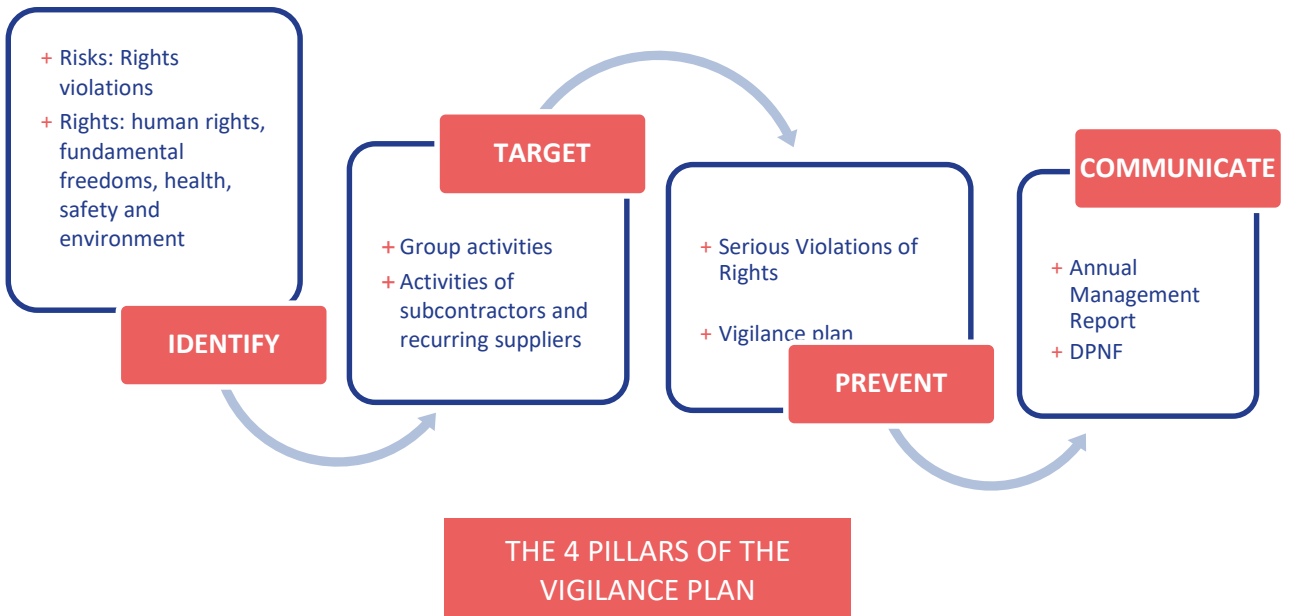 + Risks: Rights
violations
+ Rights: human rights,
fundamental
freedoms, health,
safety and
environment
IDENTIFY
TARGET
+ Group activities
+ Activities of
subcontractors and
recurring suppliers
+ Serious Violations of
Rights
+ Vigilance plan
PREVENT
COMMUNICATE
+ Annual
Management
Report
+ DPNF
THE 4 PILLARS OF THE
VIGILANCE PLAN